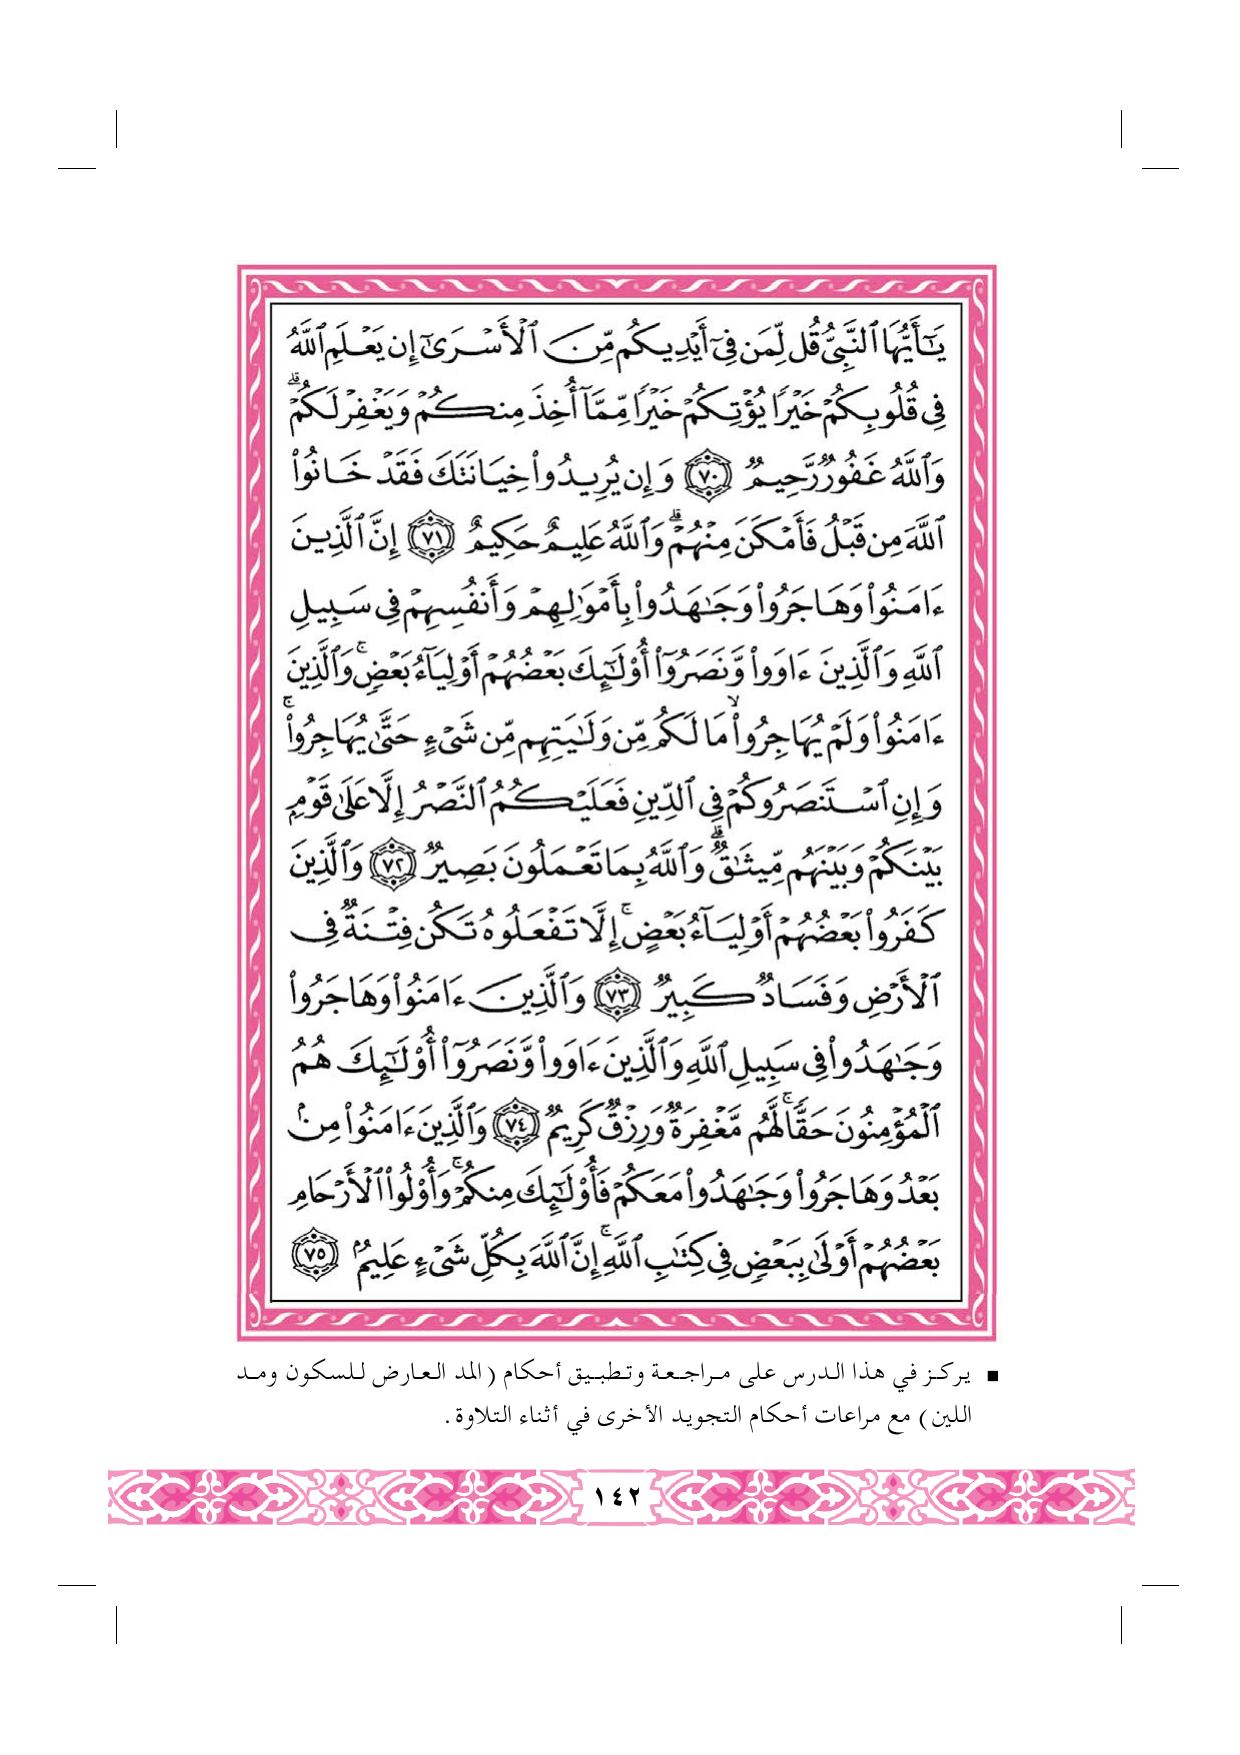 يَٰٓأَيُّهَا ٱلنَّبِيُّ قُل لِّمَن فِيٓ أَيۡدِيكُم مِّنَ ٱلۡأَسۡرَىٰٓ إِن يَعۡلَمِ ٱللَّهُ
فِي قُلُوبِكُمۡ خَيۡرٗا يُؤۡتِكُمۡ خَيۡرٗا مِّمَّآ أُخِذَ مِنكُمۡ وَيَغۡفِرۡ لَكُمۡۗ
وَٱللَّهُ غَفُورٞ رَّحِيمٞ ٧٠ وَإِن يُرِيدُواْ خِيَانَتَكَ فَقَدۡ خَانُواْ
ٱللَّهَ مِن قَبۡلُ فَأَمۡكَنَ مِنۡهُمۡۗ وَٱللَّهُ عَلِيمٌ حَكِيمٌ ٧١ إِنَّ ٱلَّذِينَ
ءَامَنُواْ وَهَاجَرُواْ وَجَٰهَدُواْ بِأَمۡوَٰلِهِمۡ وَأَنفُسِهِمۡ فِي سَبِيلِ
ٱللَّهِ وَٱلَّذِينَ ءَاوَواْ وَّنَصَرُوٓاْ أُوْلَٰٓئِكَ بَعۡضُهُمۡ أَوۡلِيَآءُ بَعۡضٖۚ وَٱلَّذِينَ
ءَامَنُواْ وَلَمۡ يُهَاجِرُواْ مَا لَكُم مِّن وَلَٰيَتِهِم مِّن شَيۡءٍ حَتَّىٰ يُهَاجِرُواْۚ
وَإِنِ ٱسۡتَنصَرُوكُمۡ فِي ٱلدِّينِ فَعَلَيۡكُمُ ٱلنَّصۡرُ إِلَّا عَلَىٰ قَوۡمِۭ
بَيۡنَكُمۡ وَبَيۡنَهُم مِّيثَٰقٞۗ وَٱللَّهُ بِمَا تَعۡمَلُونَ بَصِيرٞ ٧٢ وَٱلَّذِينَ
كَفَرُواْ بَعۡضُهُمۡ أَوۡلِيَآءُ بَعۡضٍۚ إِلَّا تَفۡعَلُوهُ تَكُن فِتۡنَةٞ فِي
ٱلۡأَرۡضِ وَفَسَادٞ كَبِيرٞ ٧٣ وَٱلَّذِينَ ءَامَنُواْ وَهَاجَرُواْ
وَجَٰهَدُواْ فِي سَبِيلِ ٱللَّهِ وَٱلَّذِينَ ءَاوَواْ وَّنَصَرُوٓاْ أُوْلَٰٓئِكَ هُمُ
ٱلۡمُؤۡمِنُونَ حَقّٗاۚ لَّهُم مَّغۡفِرَةٞ وَرِزۡقٞ كَرِيمٞ ٧٤ وَٱلَّذِينَ ءَامَنُواْ مِنۢ
بَعۡدُ وَهَاجَرُواْ وَجَٰهَدُواْ مَعَكُمۡ فَأُوْلَٰٓئِكَ مِنكُمۡۚ وَأُوْلُواْ ٱلۡأَرۡحَامِ
بَعۡضُهُمۡ أَوۡلَىٰ بِبَعۡضٖ فِي كِتَٰبِ ٱللَّهِۚ إِنَّ ٱللَّهَ بِكُلِّ شَيۡءٍ عَلِيمُۢ ٧٥
■ يركز في هذا الدرس على مراجعة وتطبيق أحكام ( المد العارض للسكون ومد
اللين ) مع مراعات أحكام التجويد الأخرى في أثناء التلاوة .
١٤٢